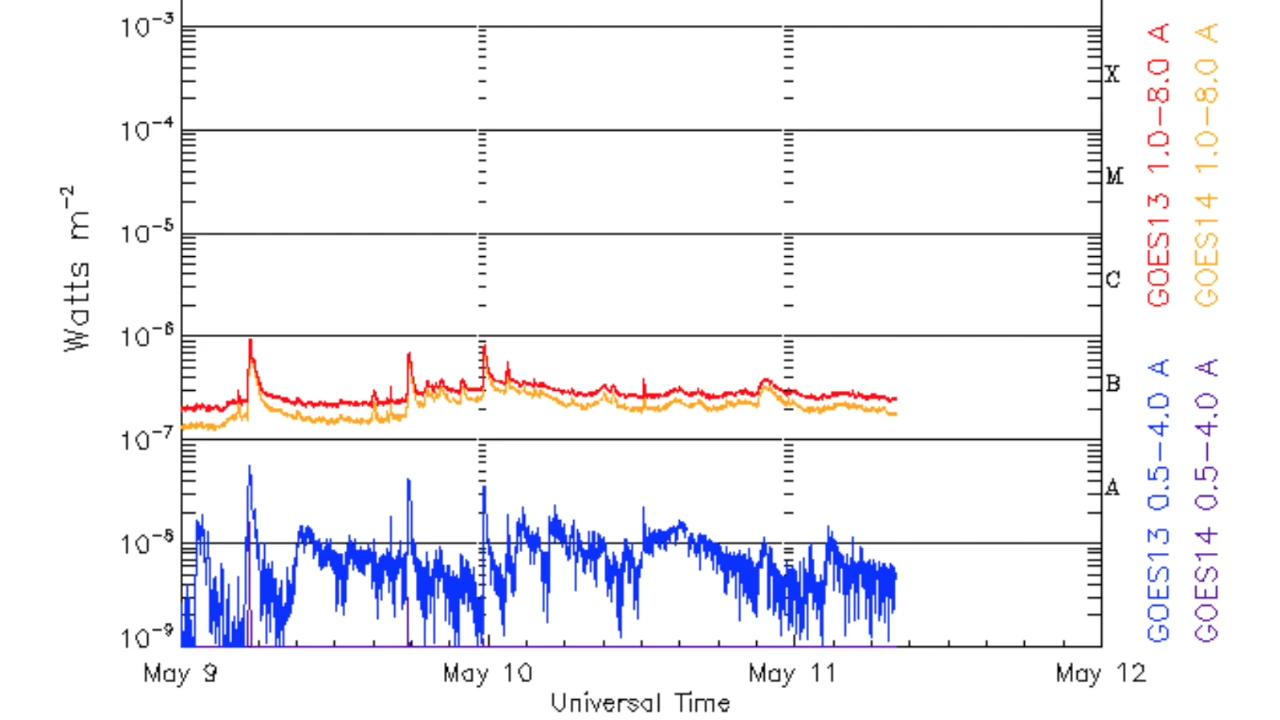 10⁻³
10⁻⁴
10⁻⁵
10⁻⁶
10⁻⁷
10⁻⁸
10⁻⁹
Watts m⁻²
X
M
C
B
A
May 9
May 10
May 11
May 12
Universal Time
GOES13 1.0−8.0 A
GOES14 1.0−8.0 A
GOES13 0.5−4.0 A
GOES14 0.5−4.0 A